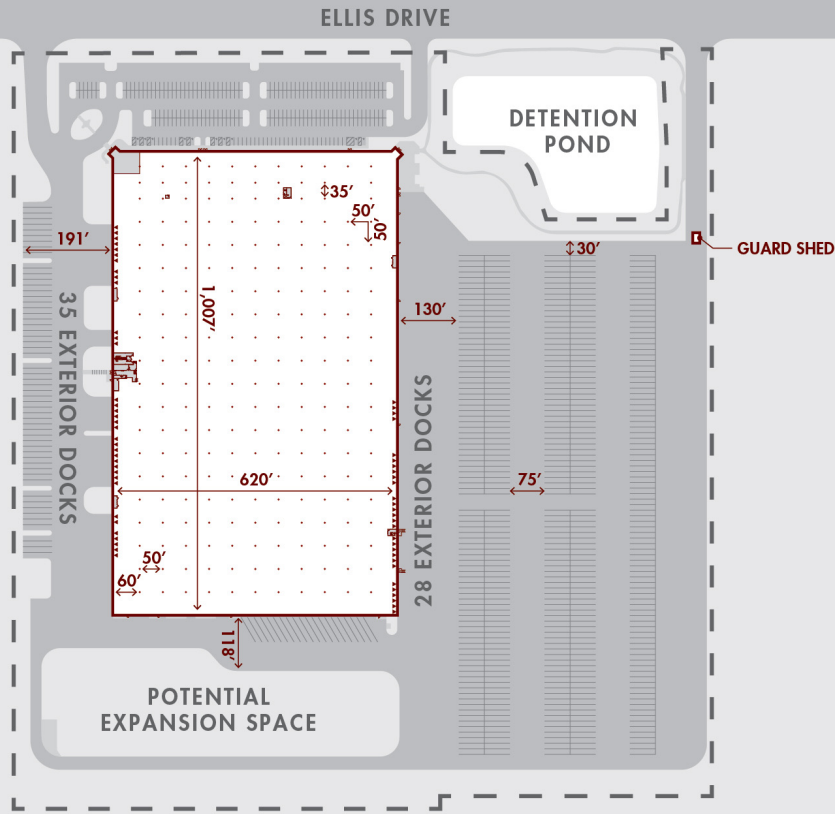 ELLIS DRIVE
DETENTION
POND
35′
50′
50′
191′
GUARD SHED
30′
1,007′
130′
35 EXTERIOR DOCKS
28 EXTERIOR DOCKS
620′
75′
50′
60′
118′
POTENTIAL
EXPANSION SPACE